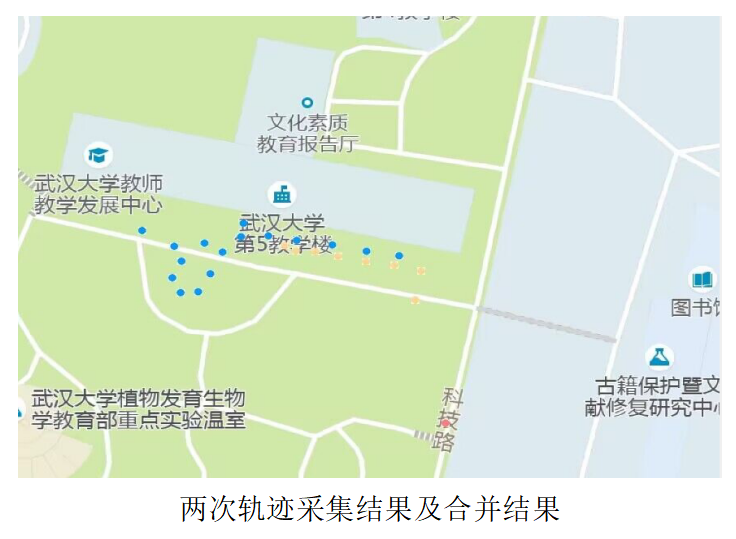 文化素质
教育报告厅
武汉大学教师
教学发展中心
武汉大学
第5教学楼
图书馆
古籍保护暨文
献修复研究中心
武汉大学植物发育生物
学教育部重点实验温室
科技路
两次轨迹采集结果及合并结果